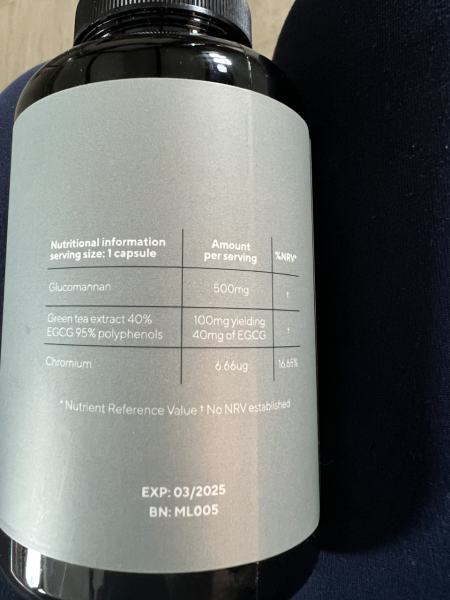 Nutritional information Amount %NRV*
serving size: 1 capsule per serving
Glucomannan 500mg †
Green tea extract 40% 100mg yielding †
EGCG 95% polyphenols 40mg of EGCG
Chromium 6.66ug 16.65%
*Nutrient Reference Value † No NRV established
EXP: 03/2025
BN: ML005